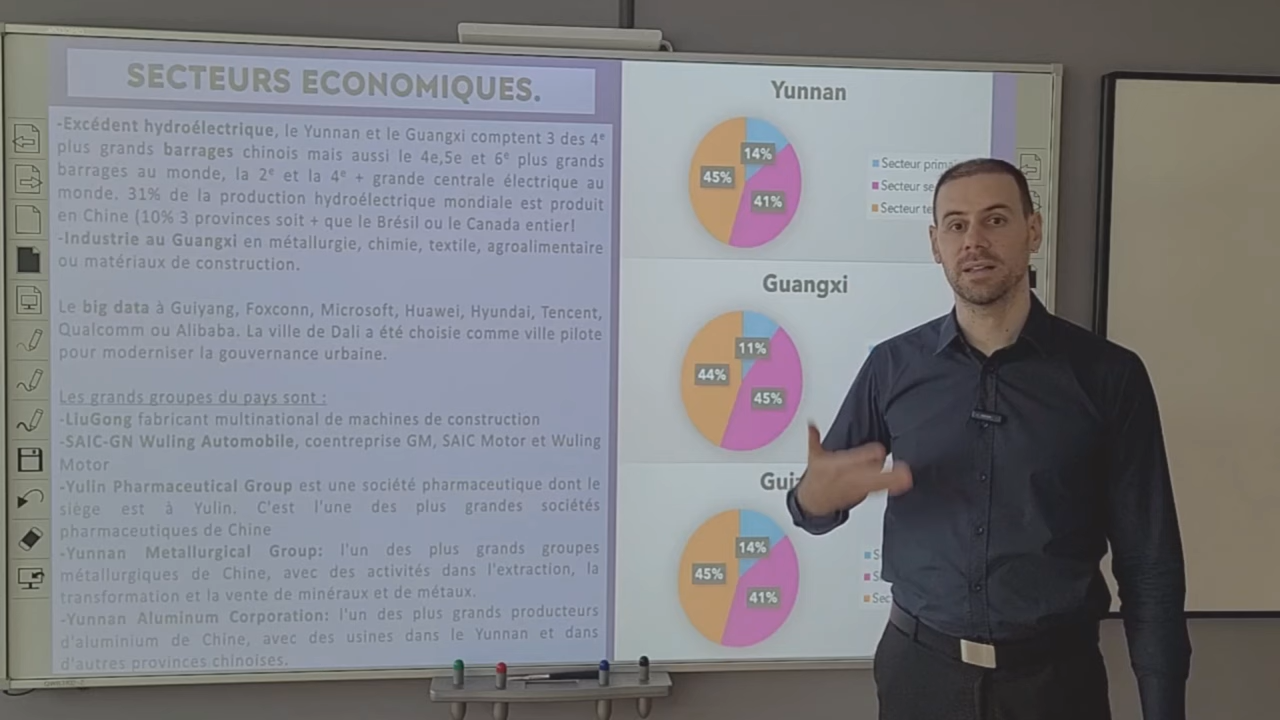 SECTEURS ECONOMIQUES.
-Excédent hydroélectrique, le Yunnan et le Guangxi comptent 3 des 4e
plus grands barrages chinois mais aussi le 4e,5e et 6e plus grands
barrages au monde, la 2e et la 4e + grande centrale électrique au
monde. 31% de la production hydroélectrique mondiale est produit
en Chine (10% 3 provinces soit + que le Brésil ou le Canada entier!
-Industrie au Guangxi en métallurgie, chimie, textile, agroalimentaire
ou matériaux de construction.
Le big data à Guiyang, Foxconn, Microsoft, Huawei, Hyundai, Tencent,
Qualcomm ou Alibaba. La ville de Dali a été choisie comme ville pilote
pour moderniser la gouvernance urbaine.
Les grands groupes du pays sont :
-LiuGong fabricant multinational de machines de construction
-SAIC-GN Wuling Automobile, coentreprise GM, SAIC Motor et Wuling
Motor
-Yulin Pharmaceutical Group est une société pharmaceutique dont le
siège est à Yulin. C'est l'une des plus grandes sociétés
pharmaceutiques de Chine
-Yunnan Metallurgical Group: l'un des plus grands groupes
métallurgiques de Chine, avec des activités dans l'extraction, la
transformation et la vente de minéraux et de métaux.
-Yunnan Aluminum Corporation: l'un des plus grands producteurs
d'aluminium de Chine, avec des usines dans le Yunnan et dans
d'autres provinces chinoises.
Yunnan
14%
45%
41%
Secteur prima
Secteur se
Secteur te
Guangxi
11%
44%
45%
Gui
14%
45%
41%
S
S
Sec